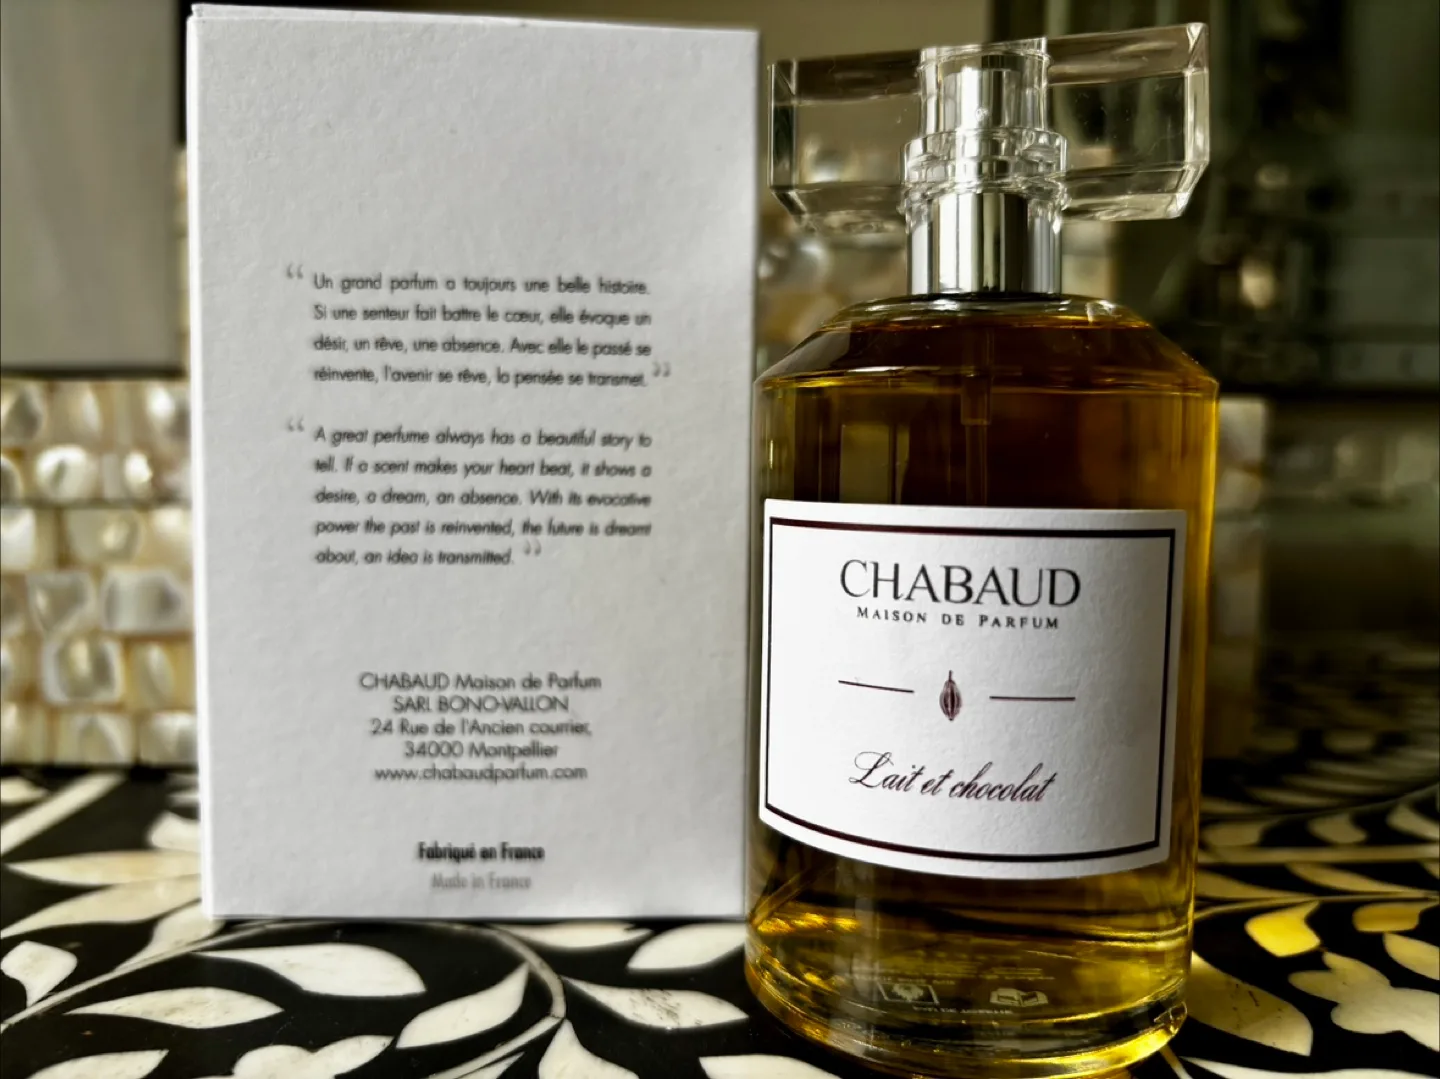 “ Un grand parfum a toujours une belle histoire.
Si une senteur fait battre le cœur, elle évoque un
désir, un rêve, une absence. Avec elle le passé se
réinvente, l'avenir se rêve, la pensée se transmet. ”
“ A great perfume always has a beautiful story to
tell. If a scent makes your heart beat, it shows a
desire, a dream, an absence. With its evocative
power the past is reinvented, the future is dreamt
about, an idea is transmitted. ”
CHABAUD Maison de Parfum
SARL BONO-VALLON
24 Rue de l'Ancien courrier,
34000 Montpellier
www.chabaudparfum.com
Fabriqué en France
Made in France
CHABAUD
MAISON DE PARFUM
Lait et chocolat